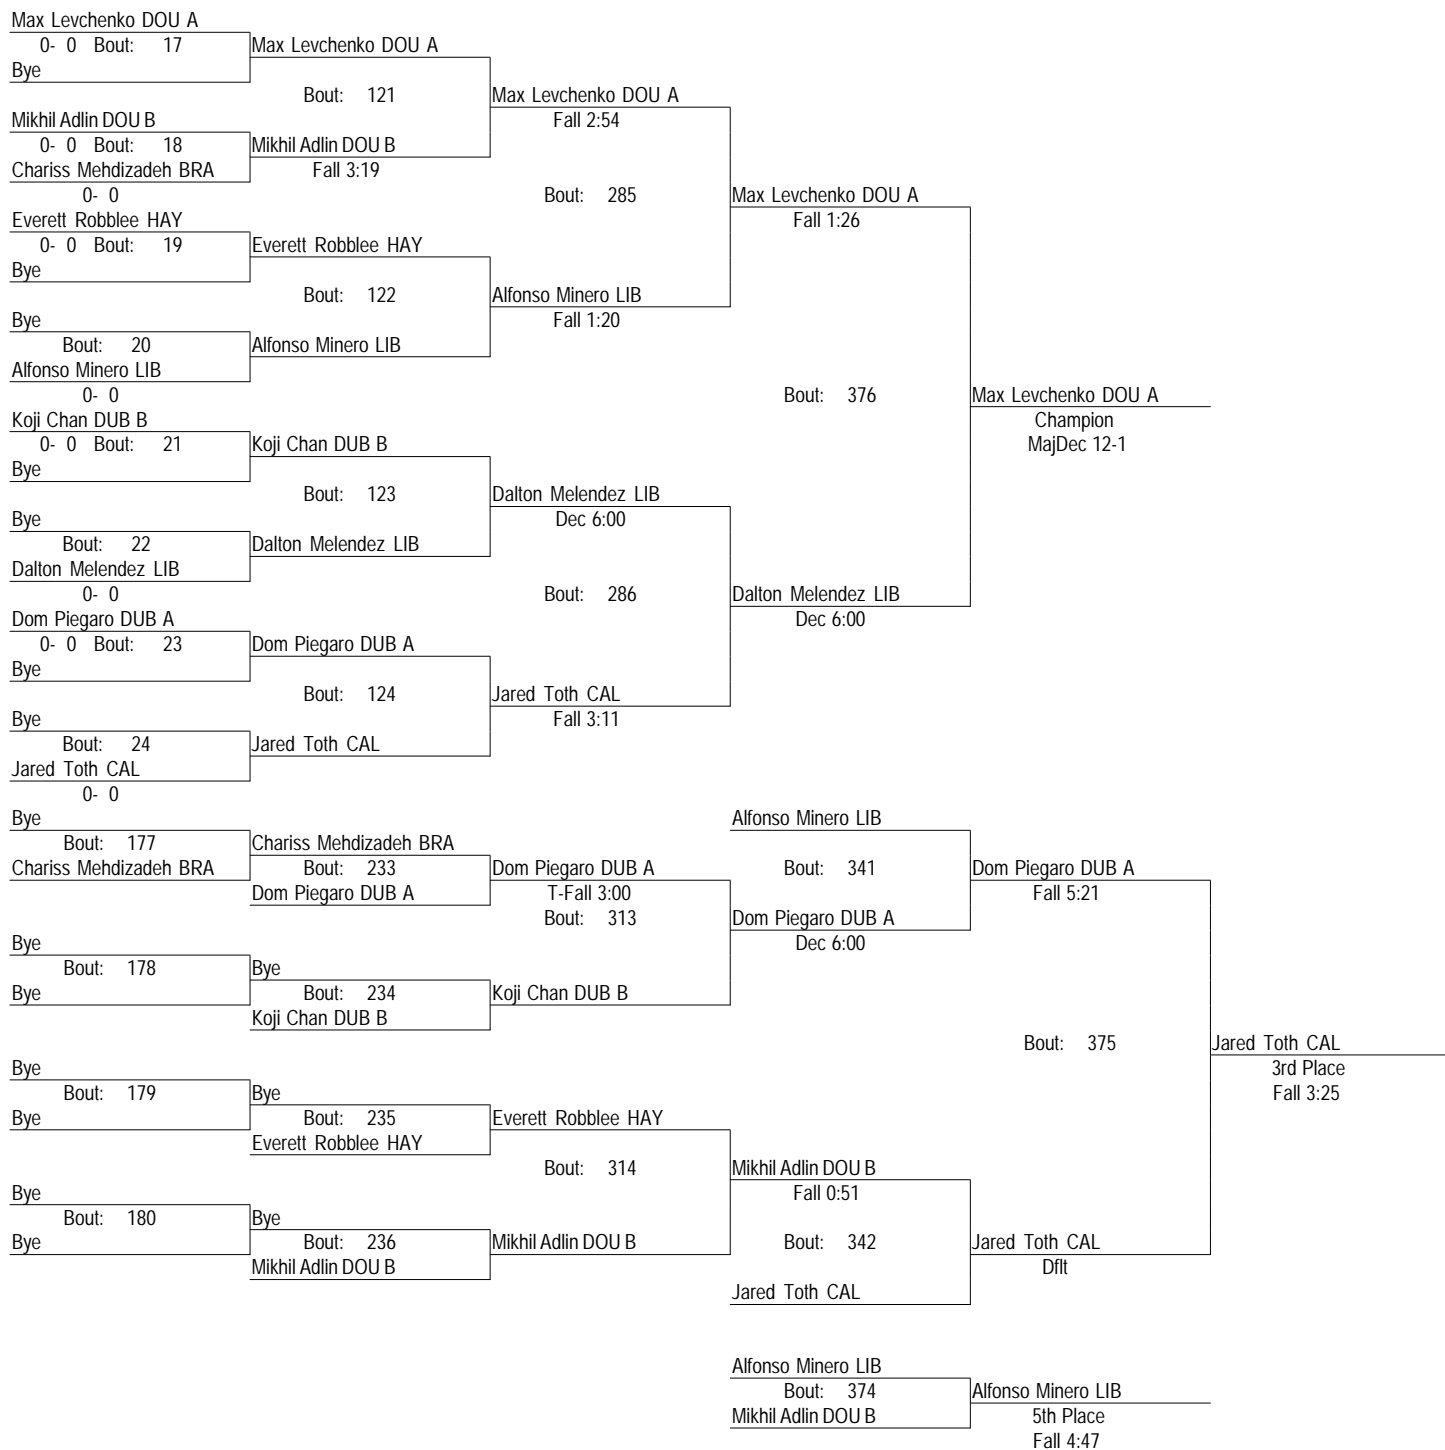 Max Levchenko DOU A
0- 0 Bout: 17 Max Levchenko DOU A
Bye
Bout: 121 Max Levchenko DOU A
Mikhil Adlin DOU B Fall 2:54
0- 0 Bout: 18 Mikhil Adlin DOU B
Chariss Mehdizadeh BRA Fall 3:19
0- 0 Bout: 285 Max Levchenko DOU A
Everett Robblee HAY Fall 1:26
0- 0 Bout: 19 Everett Robblee HAY
Bye
Bout: 122 Alfonso Minero LIB
Bye Fall 1:20
Bout: 20 Alfonso Minero LIB
Alfonso Minero LIB
0- 0 Bout: 376 Max Levchenko DOU A
Koji Chan DUB B Champion
0- 0 Bout: 21 Koji Chan DUB B MajDec 12-1
Bye
Bout: 123 Dalton Melendez LIB
Bye Dec 6:00
Bout: 22 Dalton Melendez LIB
Dalton Melendez LIB
0- 0 Bout: 286 Dalton Melendez LIB
Dom Piegaro DUB A Dec 6:00
0- 0 Bout: 23 Dom Piegaro DUB A
Bye
Bout: 124 Jared Toth CAL
Bye Fall 3:11
Bout: 24 Jared Toth CAL
Jared Toth CAL
0- 0
Bye Alfonso Minero LIB
Bout: 177 Chariss Mehdizadeh BRA
Chariss Mehdizadeh BRA Bout: 233 Dom Piegaro DUB A Bout: 341 Dom Piegaro DUB A
Dom Piegaro DUB A T-Fall 3:00 Fall 5:21
Bout: 313 Dom Piegaro DUB A
Bye Dec 6:00
Bout: 178 Bye
Bye Bout: 234 Koji Chan DUB B
Koji Chan DUB B
Bout: 375 Jared Toth CAL
Bye 3rd Place
Bout: 179 Bye Fall 3:25
Bye Bout: 235 Everett Robblee HAY
Everett Robblee HAY
Bout: 314 Mikhil Adlin DOU B
Bye Fall 0:51
Bout: 180 Bye
Bye Bout: 236 Mikhil Adlin DOU B Bout: 342 Jared Toth CAL
Mikhil Adlin DOU B Dflt
Jared Toth CAL
Alfonso Minero LIB
Bout: 374 Alfonso Minero LIB
Mikhil Adlin DOU B 5th Place
Fall 4:47